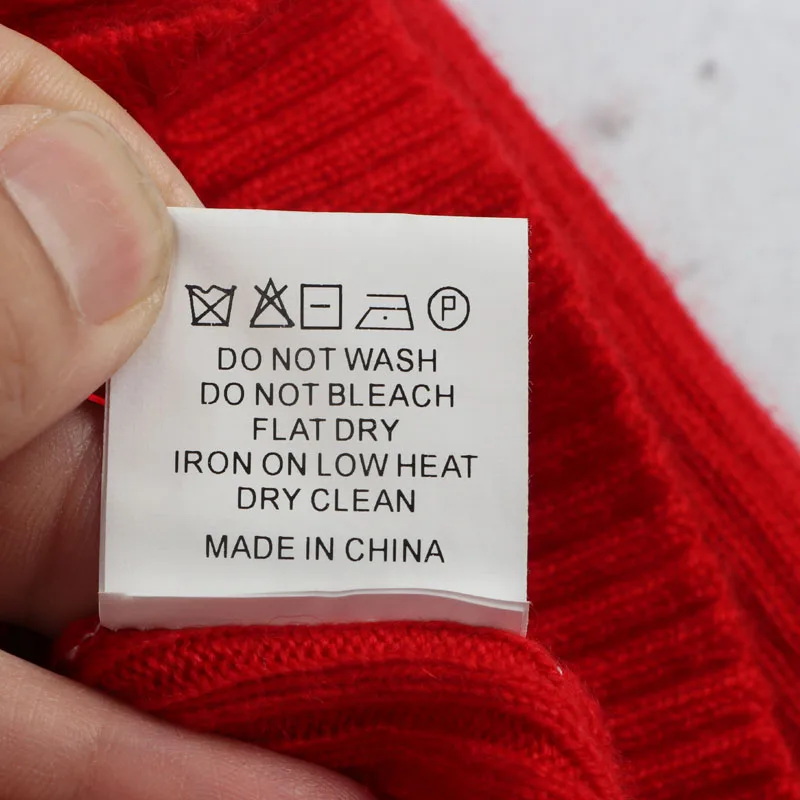 P
DO NOT WASH
DO NOT BLEACH
FLAT DRY
IRON ON LOW HEAT
DRY CLEAN
MADE IN CHINA